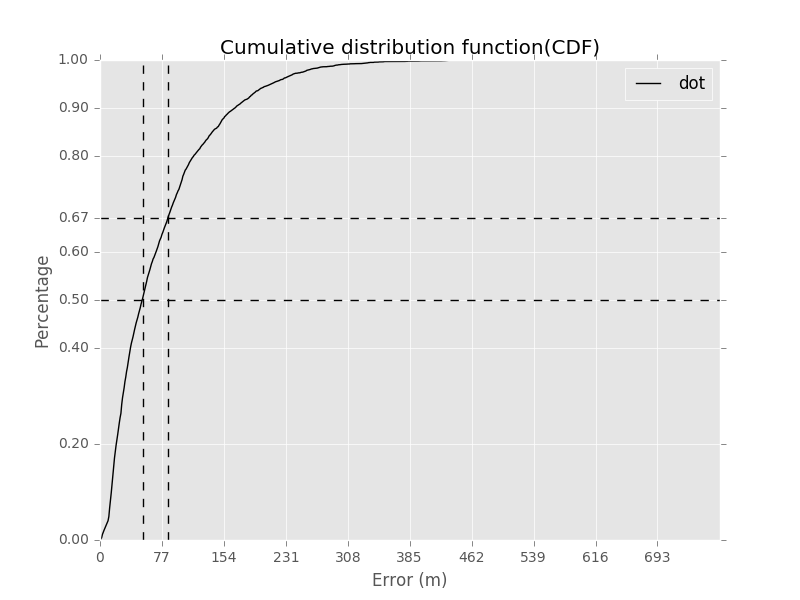 Cumulative distribution function(CDF)
dot
1.00
0.90
0.80
0.67
0.60
0.50
0.40
0.20
0.00
Percentage
0 77 154 231 308 385 462 539 616 693
Error (m)